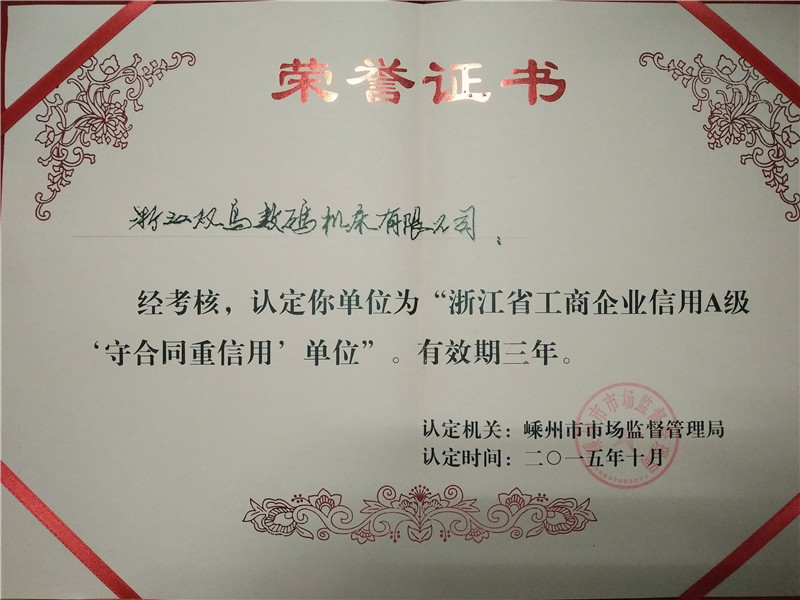 荣誉证书
浙江双鸟数码机床有限公司：
经考核，认定你单位为“浙江省工商企业信用A级
‘守合同重信用’单位”。有效期三年。
认定机关：嵊州市市场监督管理局
认定时间：二〇一五年十月